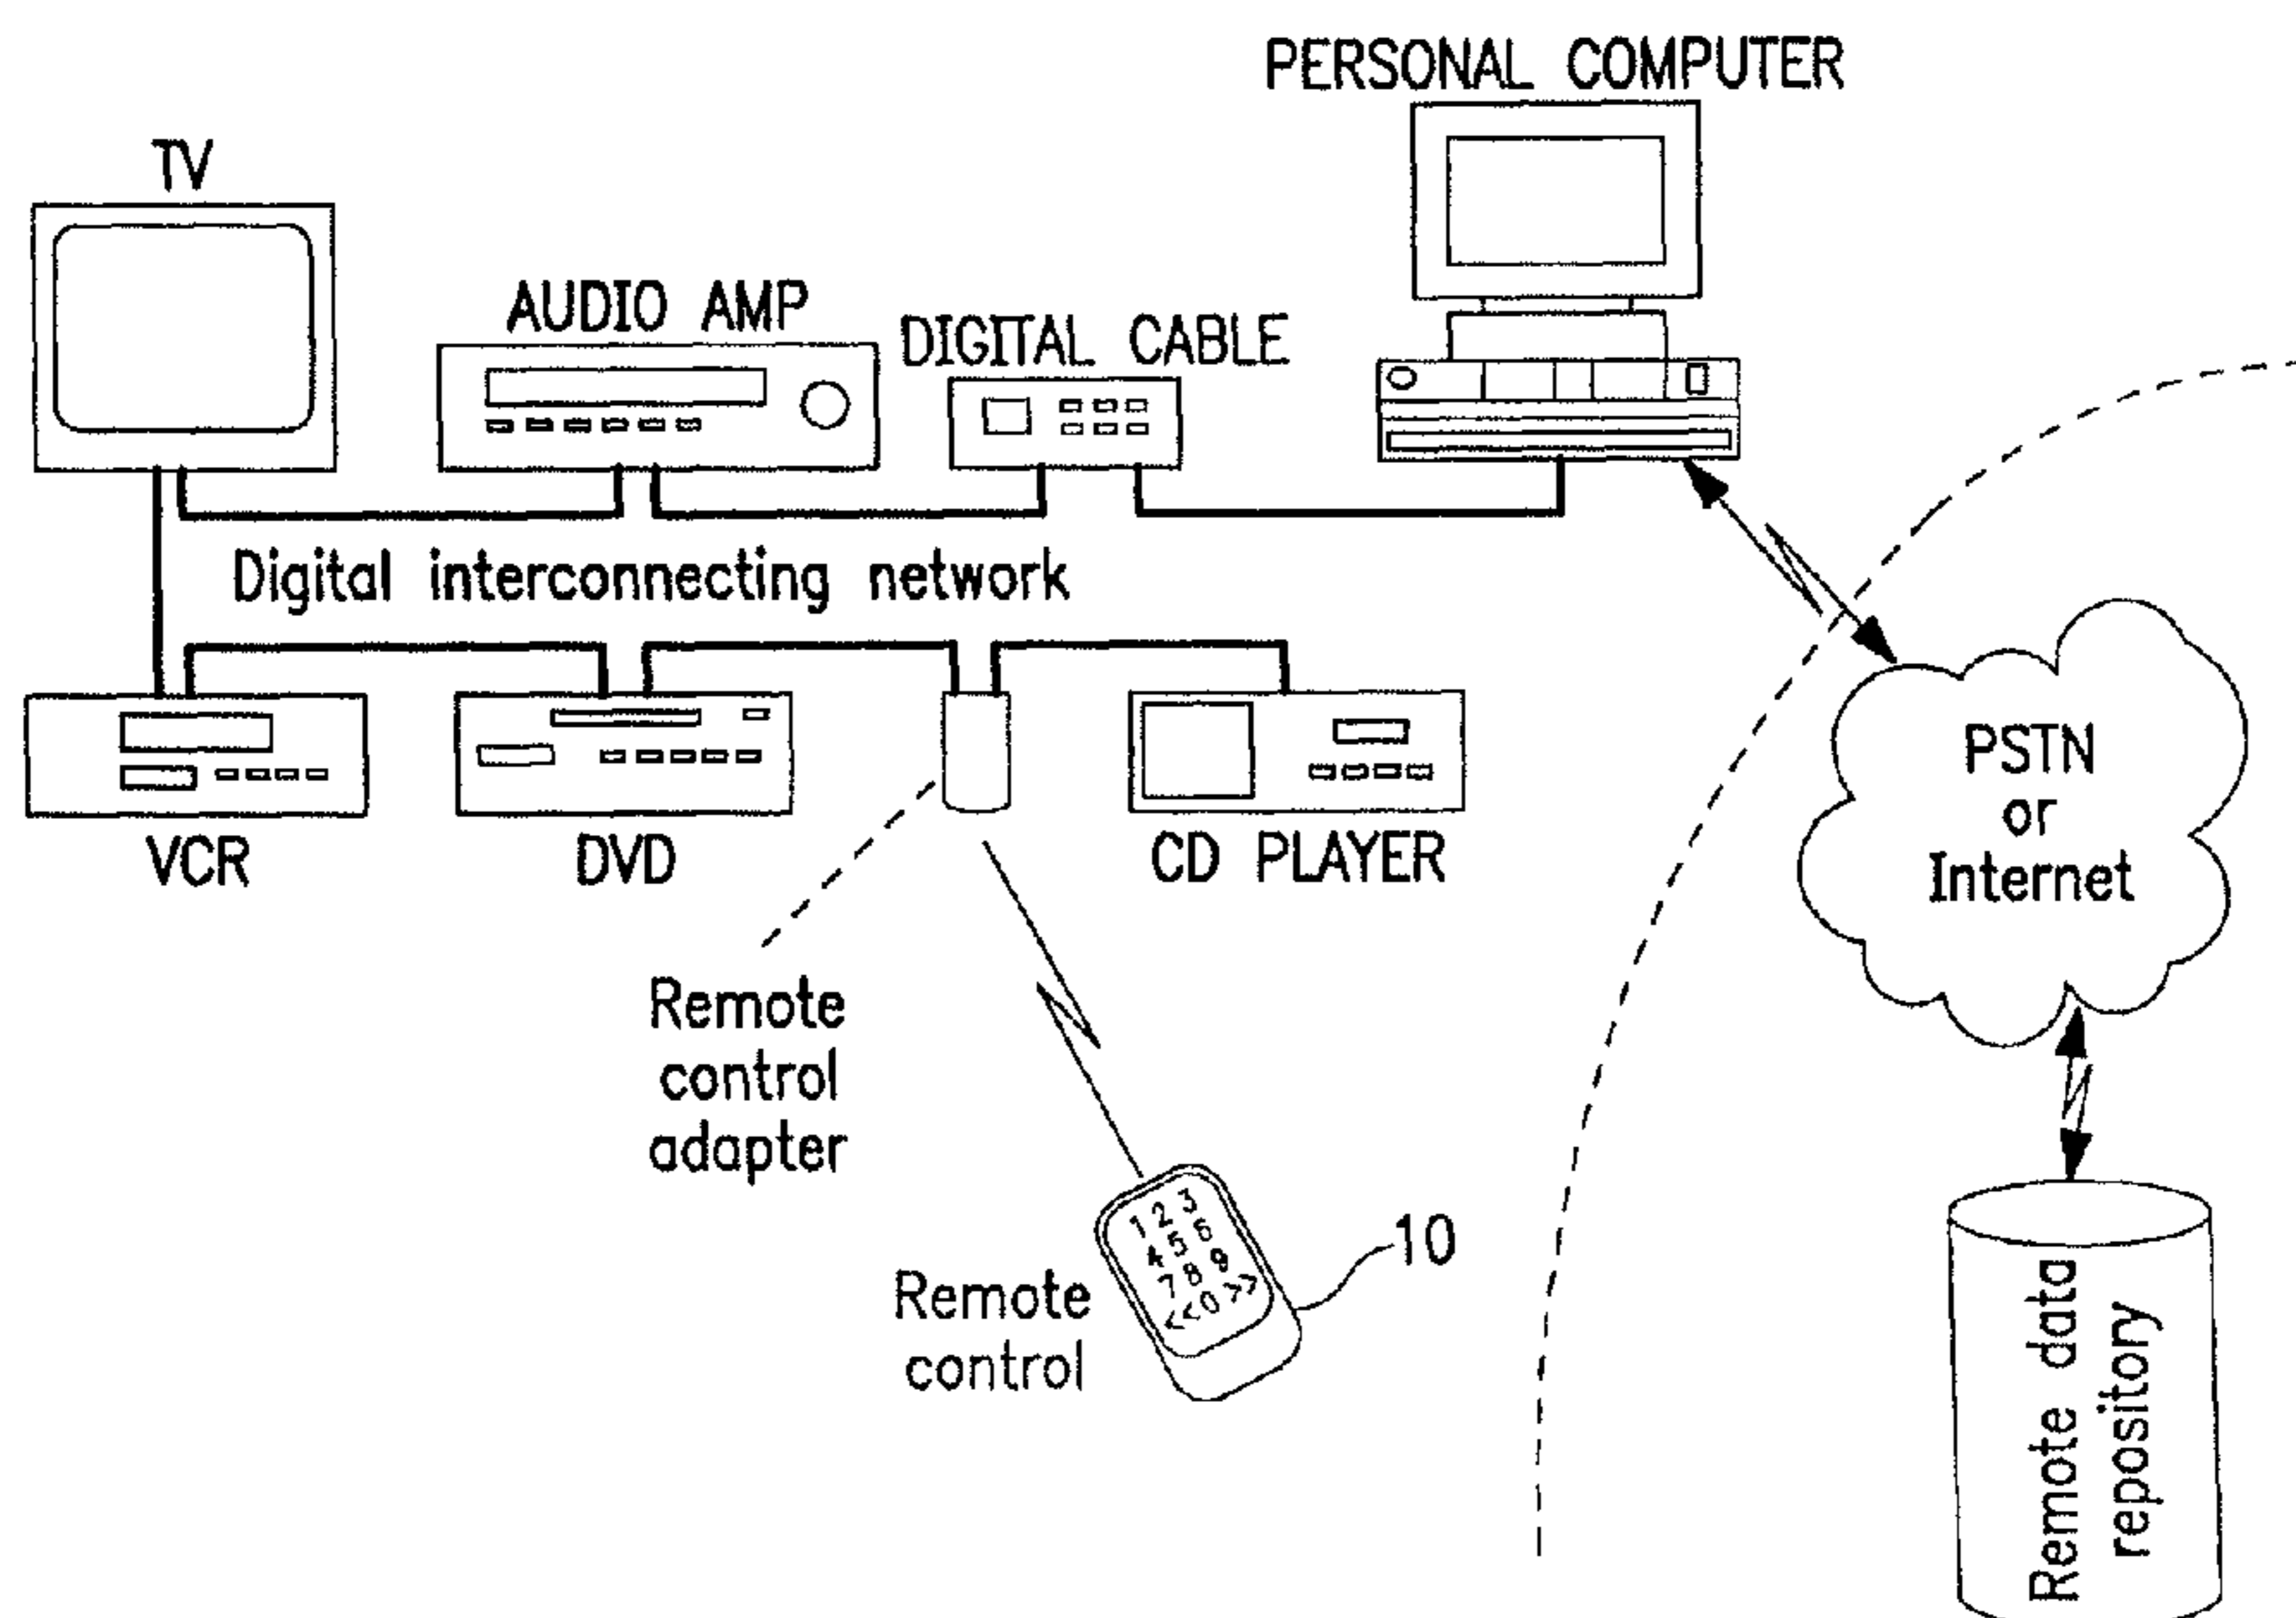 PERSONAL COMPUTER
TV
AUDIO AMP
DIGITAL CABLE
Digital interconnecting network
VCR
DVD
CD PLAYER
PSTN
or
Internet
Remote
control
adapter
Remote
control
1 2 3
4 5 6
7 8 9
<< 0 >>
10
Remote data
repository